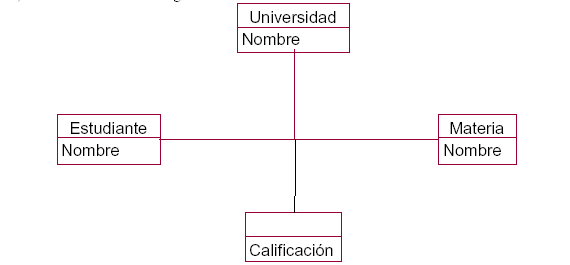 Universidad
Nombre
Estudiante
Nombre
Materia
Nombre
Calificación